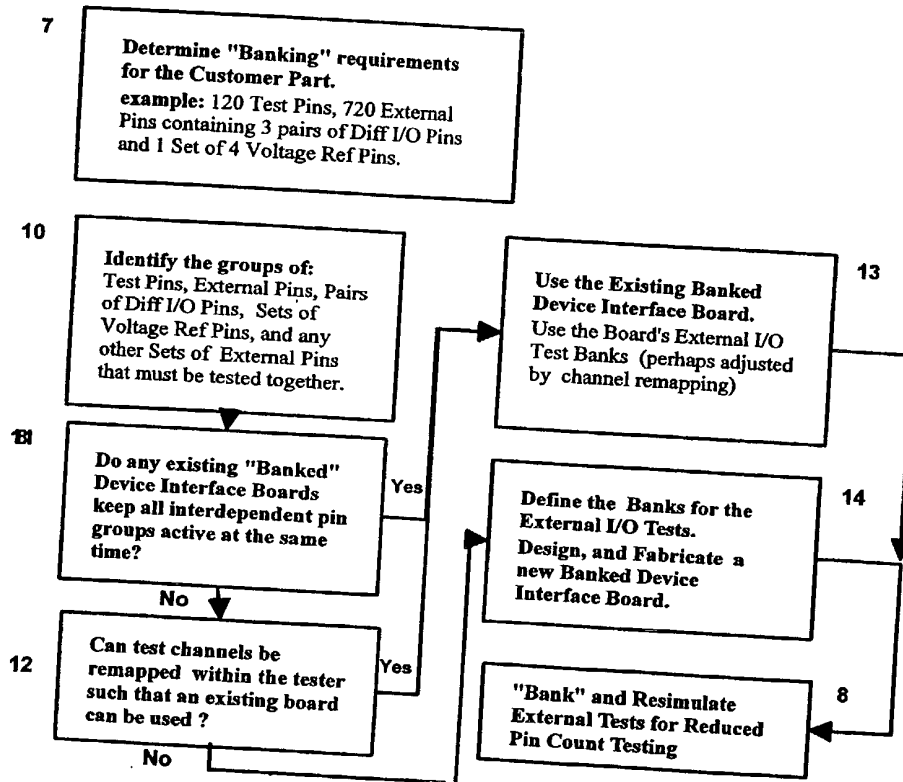 7
Determine "Banking" requirements
for the Customer Part.
example: 120 Test Pins, 720 External
Pins containing 3 pairs of Diff I/O Pins
and 1 Set of 4 Voltage Ref Pins.
10
Identify the groups of:
Test Pins, External Pins, Pairs
of Diff I/O Pins, Sets of
Voltage Ref Pins, and any
other Sets of External Pins
that must be tested together.
Do any existing "Banked"
Device Interface Boards
keep all interdependent pin
groups active at the same
time?
Yes
No
12
Can test channels be
remapped within the tester
such that an existing board
can be used ?
Yes
No
13
Use the Existing Banked
Device Interface Board.
Use the Board's External I/O
Test Banks (perhaps adjusted
by channel remapping)
14
Define the Banks for the
External I/O Tests.
Design, and Fabricate a
new Banked Device
Interface Board.
8
"Bank" and Resimulate
External Tests for Reduced
Pin Count Testing